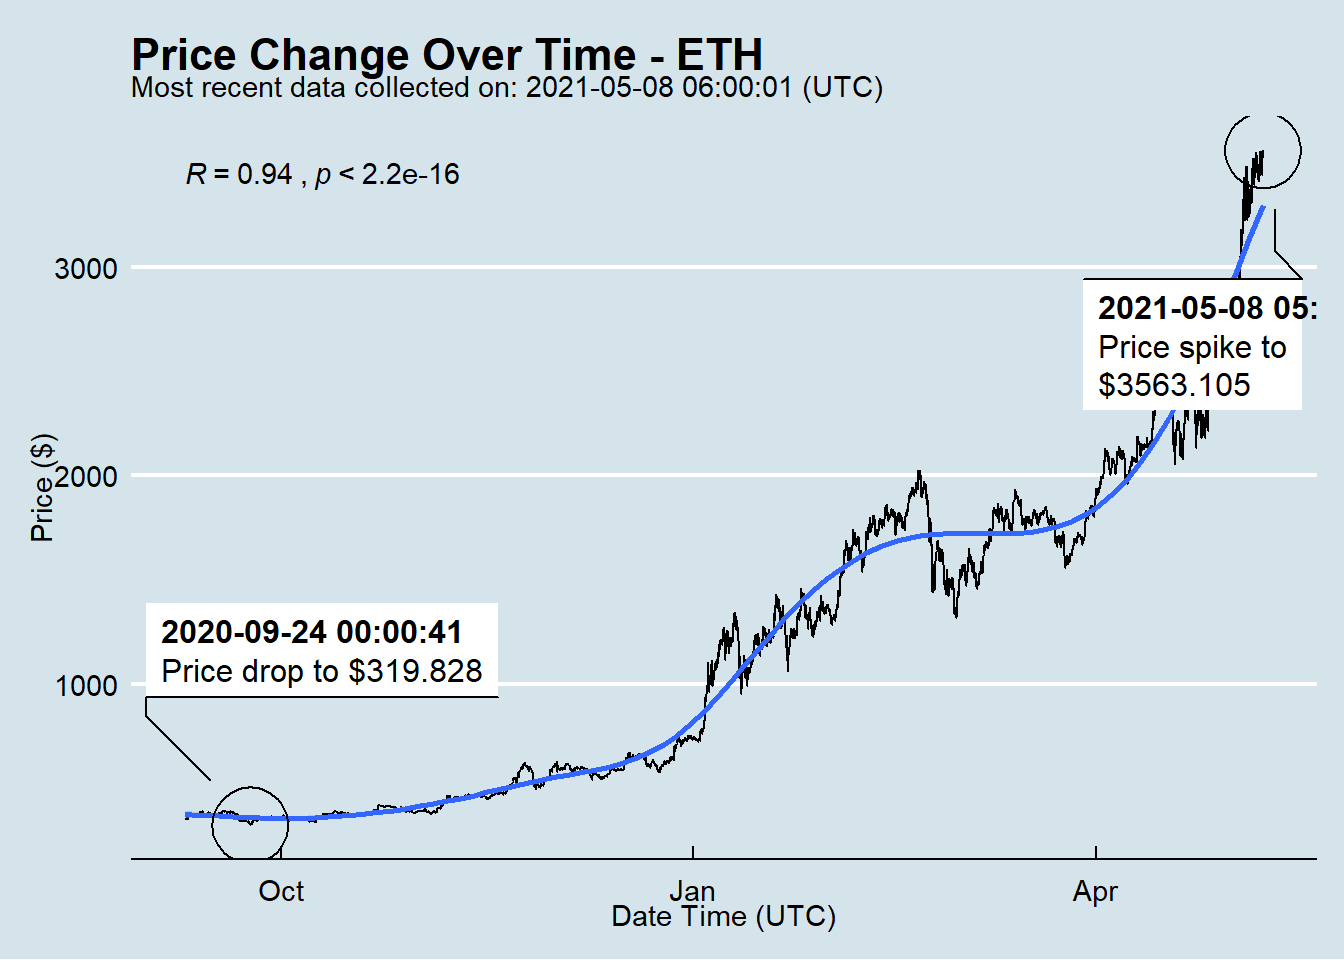 Price Change Over Time - ETH
Most recent data collected on: 2021-05-08 06:00:01 (UTC)
R = 0.94 , p < 2.2e-16
3000
2021-05-08 05:
Price spike to
$3563.105
Price ($)
2000
2020-09-24 00:00:41
Price drop to $319.828
1000
Oct
Jan
Apr
Date Time (UTC)